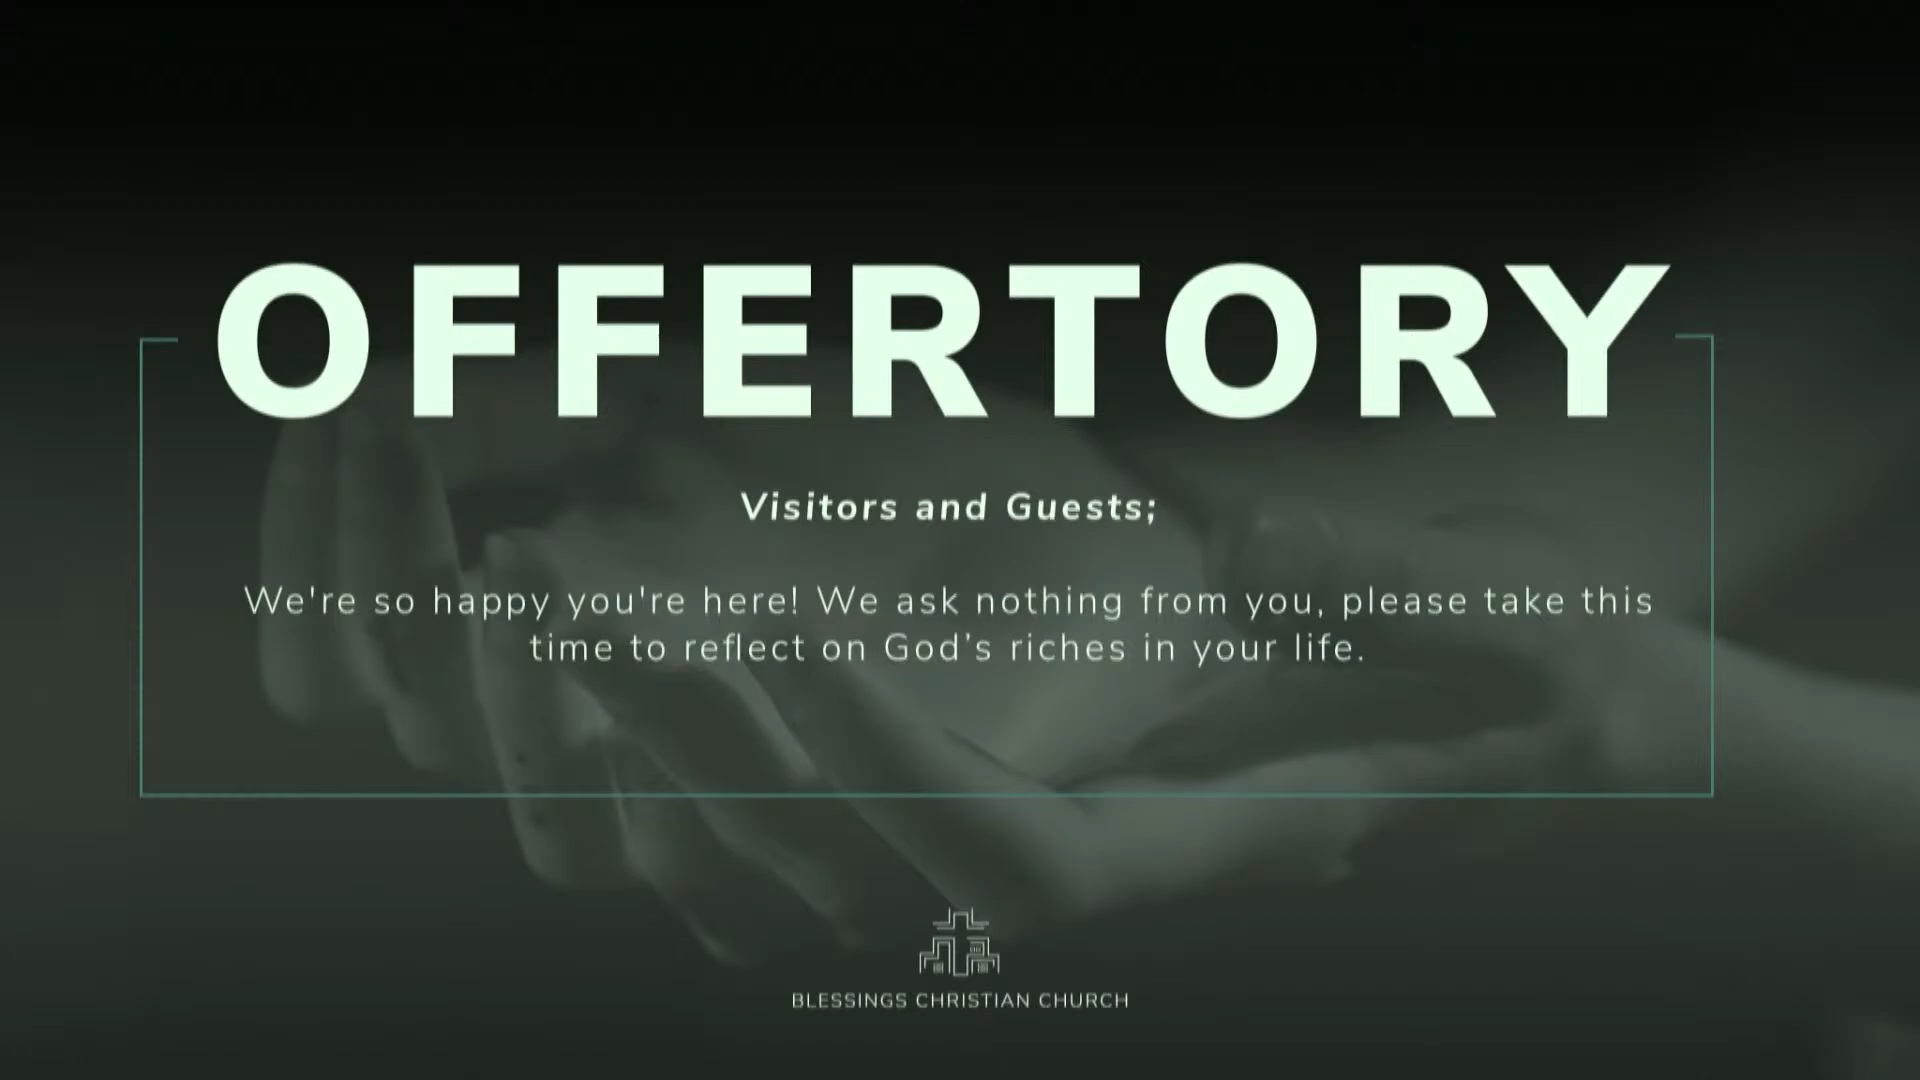 OFFERTORY
Visitors and Guests;
We're so happy you're here! We ask nothing from you, please take this
time to reflect on God’s riches in your life.
BLESSINGS CHRISTIAN CHURCH